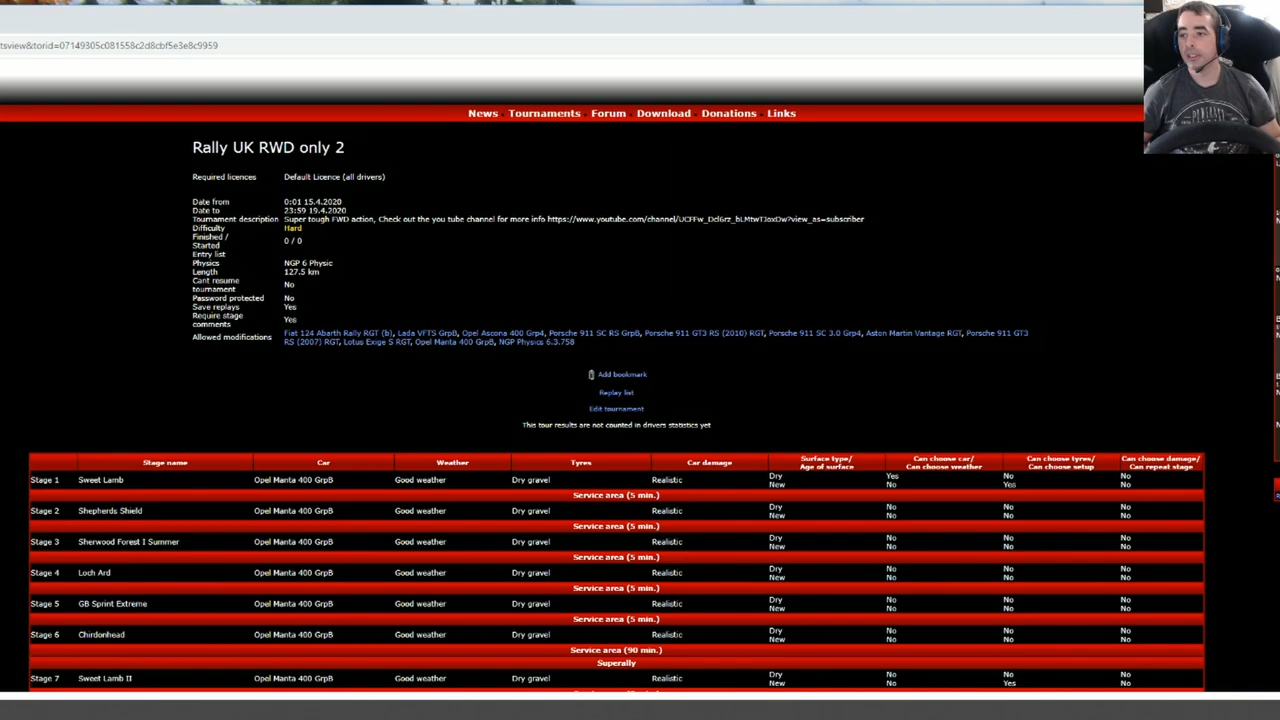 tsview&torid=07149305c081558c2d8cbf5e3e8c9959
News Tournaments Forum Download Donations Links
Rally UK RWD only 2
Required licences Default Licence (all drivers)
Date from 0:01 15.4.2020
Date to 23:59 19.4.2020
Tournament description Super tough FWD action, Check out the you tube channel for more info https://www.youtube.com/channel/UCFFw_Dcl6rz_bLMtwTJoxDw?view_as=subscriber
Difficulty Hard
Finished /
Started 0 / 0
Entry list
Physics NGP 6 Physic
Length 127.5 km
Cant resume
tournament No
Password protected No
Save replays Yes
Require stage
comments Yes
Allowed modifications Fiat 124 Abarth Rally RGT (b), Lada VFTS GrpB, Opel Ascona 400 Grp4, Porsche 911 SC RS GrpB, Porsche 911 GT3 RS (2010) RGT, Porsche 911 SC 3.0 Grp4, Aston Martin Vantage RGT, Porsche 911 GT3
RS (2007) RGT, Lotus Exige S RGT, Opel Manta 400 GrpB, NGP Physics 6.3.758
Add bookmark
Replay list
Edit tournament
This tour results are not counted in drivers statistics yet
Stage name Car Weather Tyres Car damage Surface type/ Can choose car/ Can choose tyres/ Can choose damage/
Age of surface Can choose weather Can choose setup Can repeat stage
Stage 1 Sweet Lamb Opel Manta 400 GrpB Good weather Dry gravel Realistic Dry Yes No No
New No Yes No
Service area (5 min.)
Stage 2 Shepherds Shield Opel Manta 400 GrpB Good weather Dry gravel Realistic Dry No No No
New No No No
Service area (5 min.)
Stage 3 Sherwood Forest I Summer Opel Manta 400 GrpB Good weather Dry gravel Realistic Dry No No No
New No No No
Service area (5 min.)
Stage 4 Loch Ard Opel Manta 400 GrpB Good weather Dry gravel Realistic Dry No No No
New No No No
Service area (5 min.)
Stage 5 GB Sprint Extreme Opel Manta 400 GrpB Good weather Dry gravel Realistic Dry No No No
New No No No
Service area (5 min.)
Stage 6 Chirdonhead Opel Manta 400 GrpB Good weather Dry gravel Realistic Dry No No No
New No No No
Service area (90 min.)
Superally
Stage 7 Sweet Lamb II Opel Manta 400 GrpB Good weather Dry gravel Realistic Dry No No No
New No Yes No